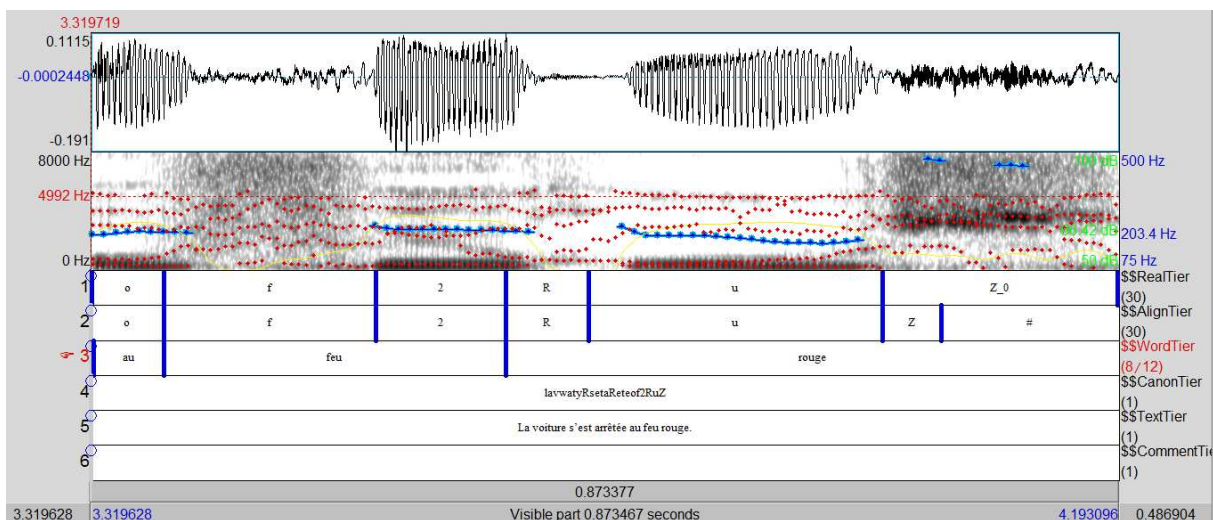 3.319719
0.1115
-0.0002448
-0.191
8000 Hz 100 dB 500 Hz
4992 Hz
203.4 Hz
0 Hz 50 dB 75 Hz
1 o f 2 R u Z_0 $$RealTier (30)
2 o f 2 R u Z # $$AlignTier (30)
☞ 3 au feu rouge $$WordTier (8/12)
4 lavwatyRsetaReteof2RuZ $$CanonTier (1)
5 La voiture s’est arrêtée au feu rouge. $$TextTier (1)
6 $$CommentTie (1)
0.873377
3.319628 3.319628 Visible part 0.873467 seconds 4.193096 0.486904